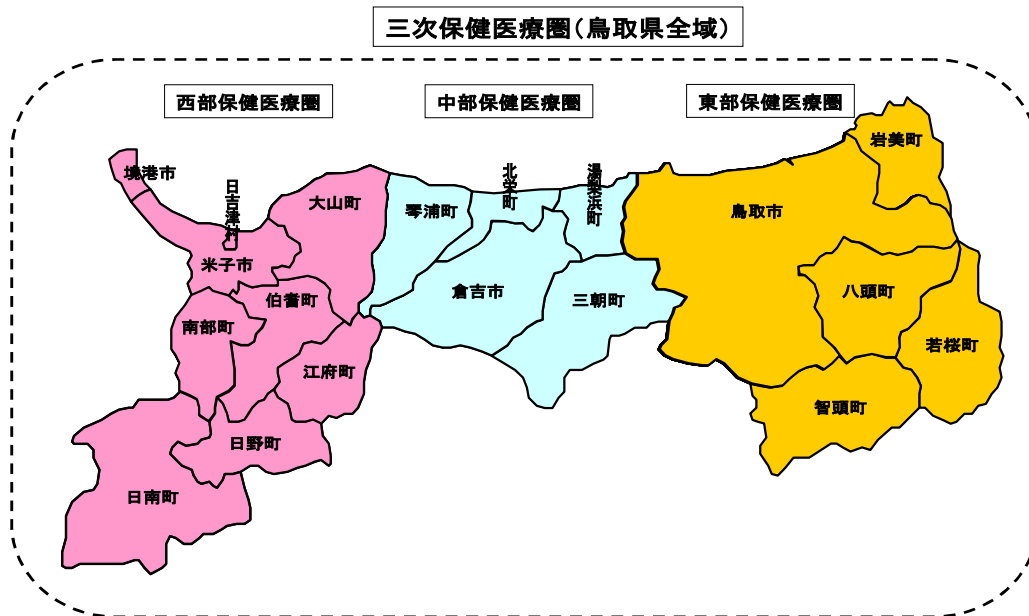 三次保健医療圏(鳥取県全域)
西部保健医療圏
中部保健医療圏
東部保健医療圏
境港市
日吉津村
大山町
米子市
伯耆町
南部町
江府町
日野町
日南町
琴浦町
北栄町
湯梨浜町
倉吉市
三朝町
岩美町
鳥取市
八頭町
若桜町
智頭町